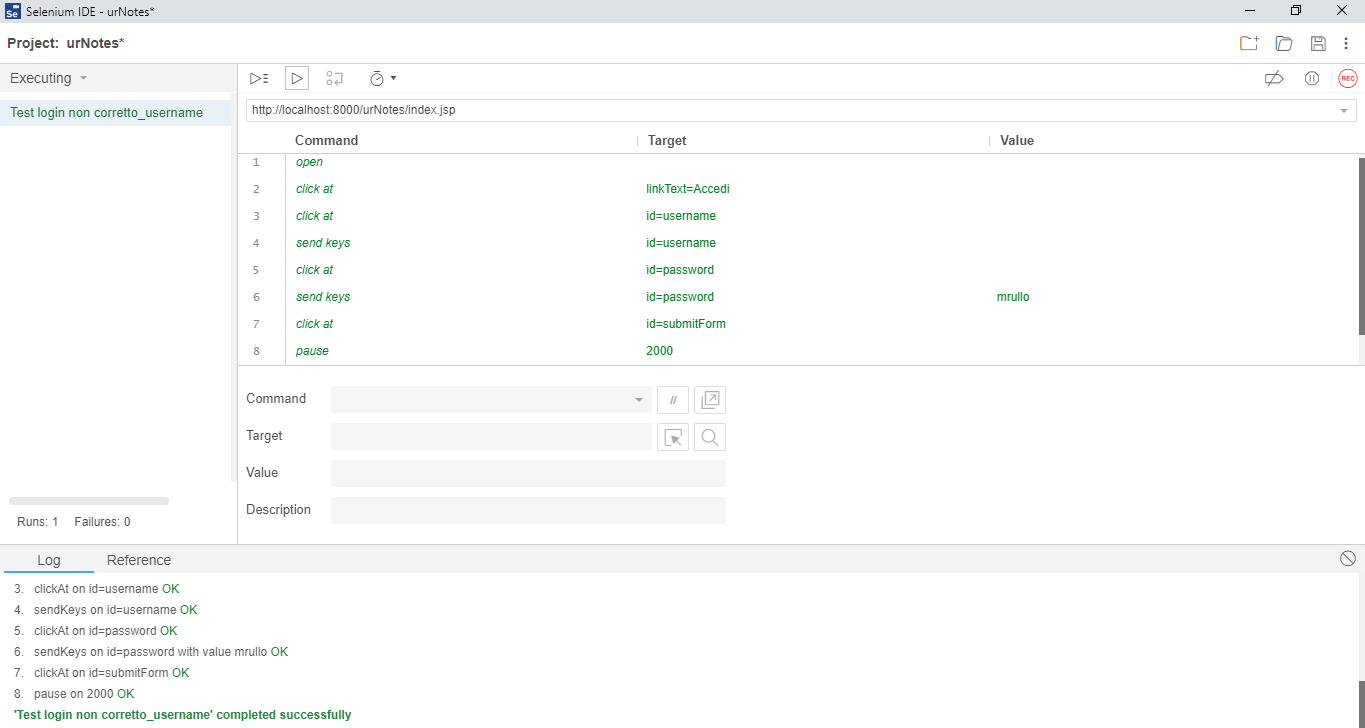 Se Selenium IDE - urNotes*
Project: urNotes*
Executing
Test login non corretto_username
REC
http://localhost:8000/urNotes/index.jsp
Command Target Value
1 open
2 click at linkText=Accedi
3 click at id=username
4 send keys id=username
5 click at id=password
6 send keys id=password mrullo
7 click at id=submitForm
8 pause 2000
Command //
Target
Value
Description
Runs: 1 Failures: 0
Log Reference
3. clickAt on id=username OK
4. sendKeys on id=username OK
5. clickAt on id=password OK
6. sendKeys on id=password with value mrullo OK
7. clickAt on id=submitForm OK
8. pause on 2000 OK
'Test login non corretto_username' completed successfully